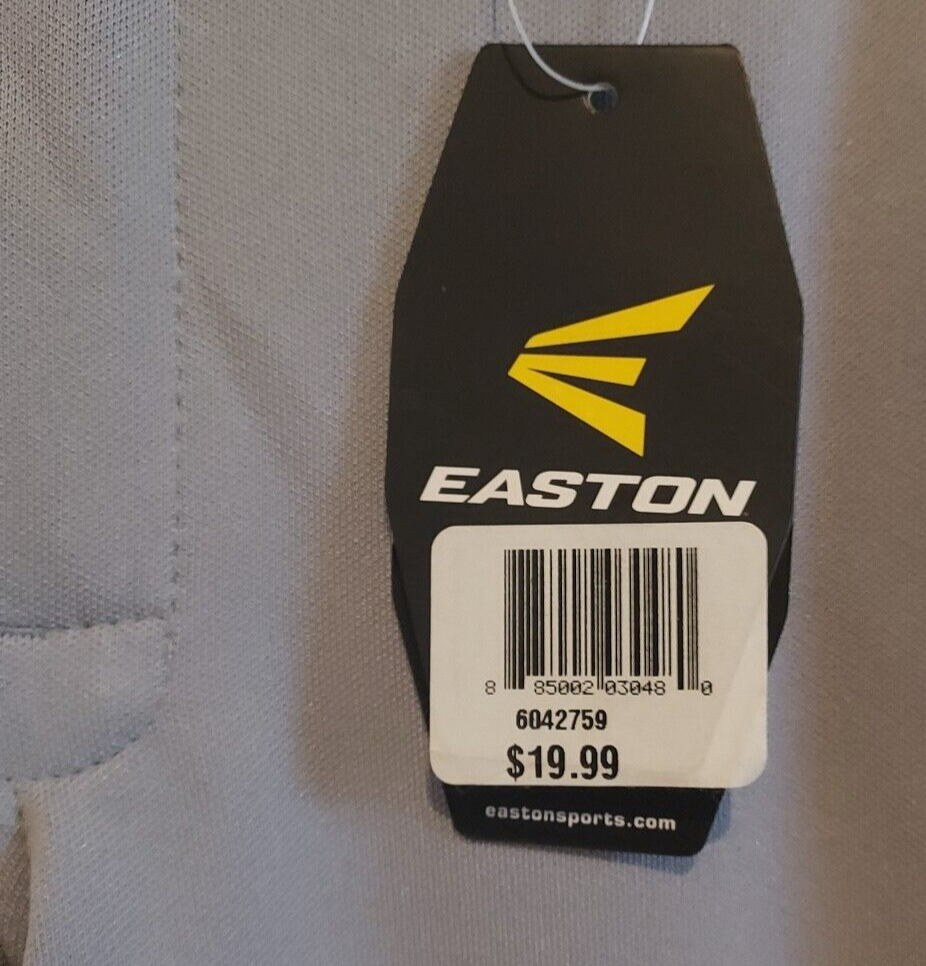 EASTON
8 85002 03048 0
6042759
$19.99
eastonsports.com